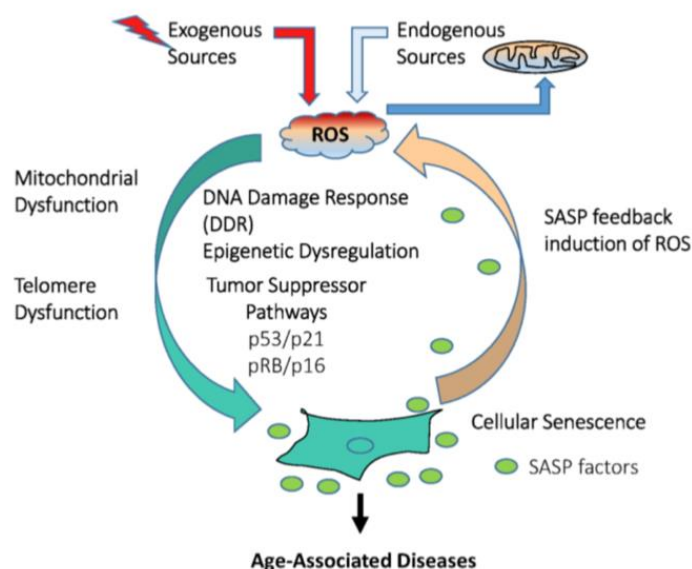 Exogenous
Sources
Endogenous
Sources
ROS
Mitochondrial
Dysfunction
Telomere
Dysfunction
DNA Damage Response
(DDR)
Epigenetic Dysregulation
Tumor Suppressor
Pathways
p53/p21
pRB/p16
SASP feedback
induction of ROS
Cellular Senescence
SASP factors
Age-Associated Diseases